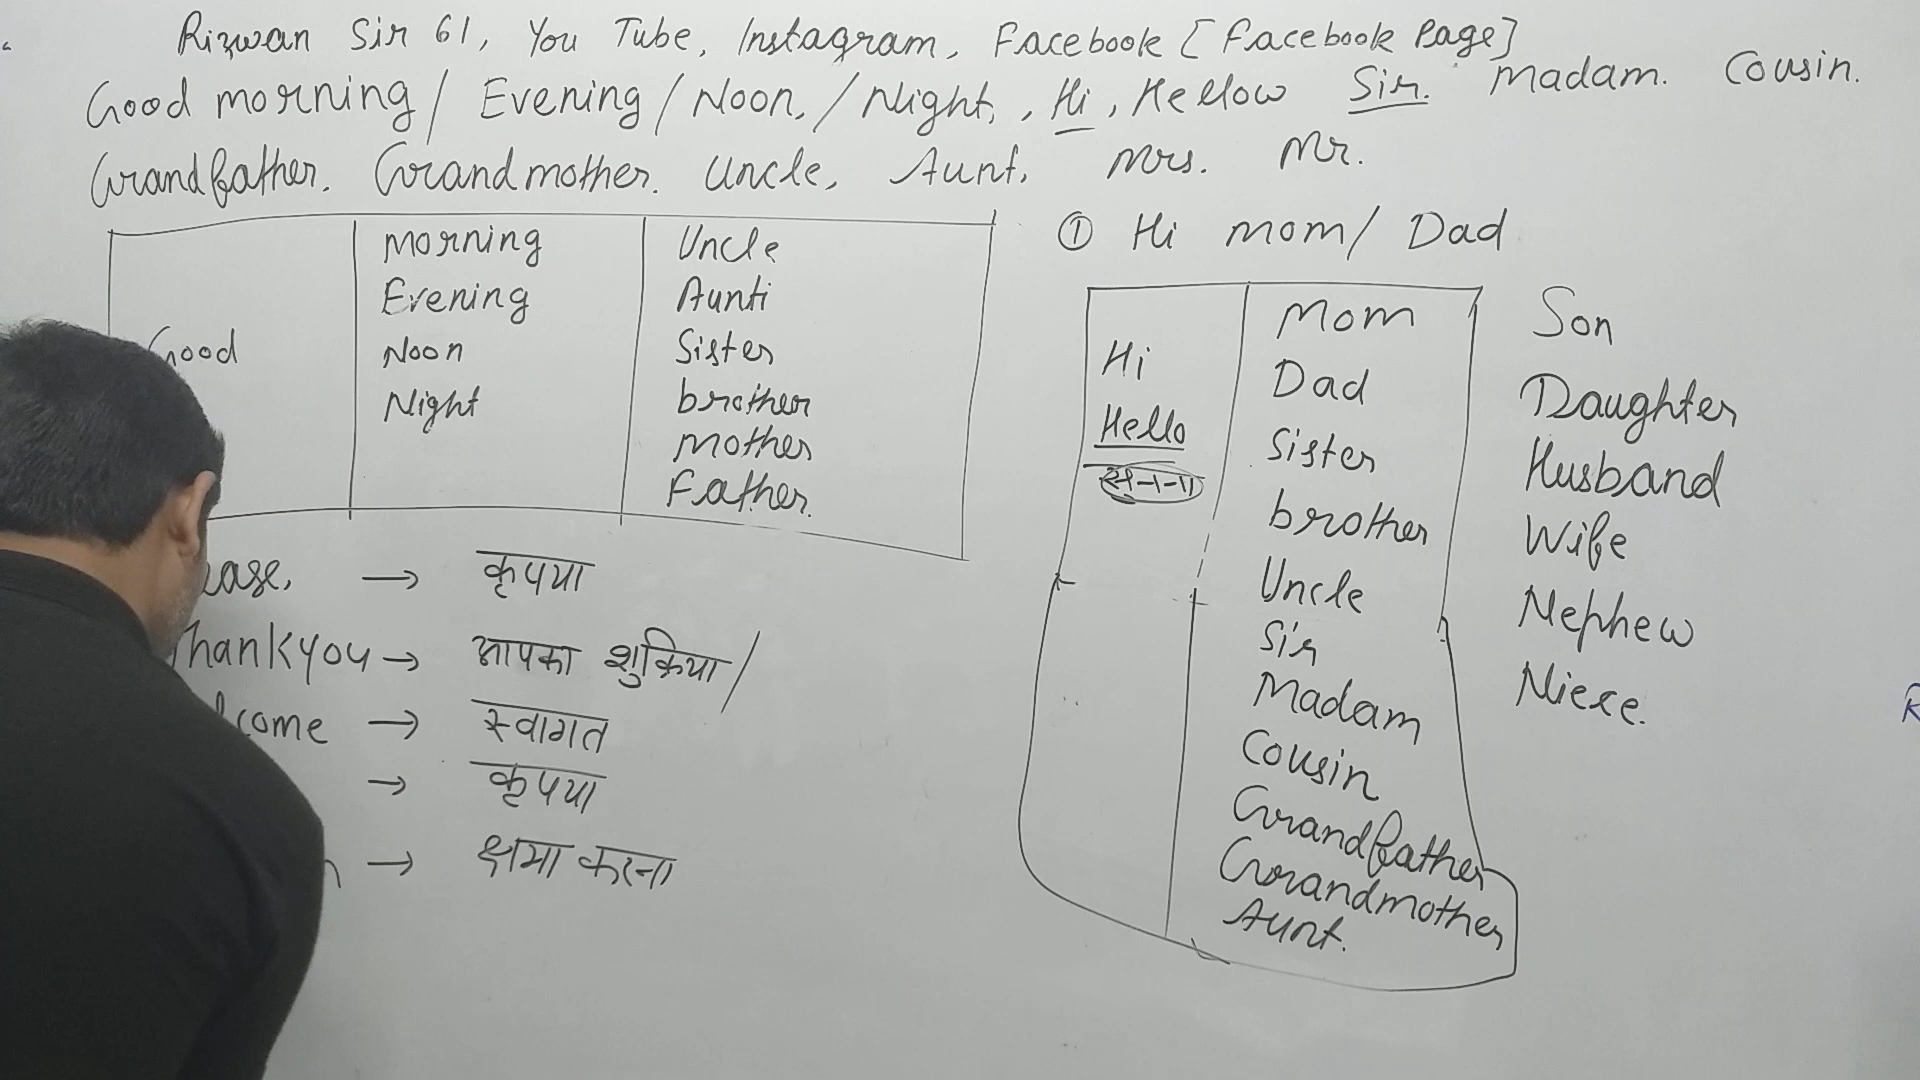 Rizwan Sir 61, You Tube, Instagram, Facebook [Facebook Page]
Good morning / Evening / Noon, / Night, , Hi, Hellow Sir. Madam. Cousin.
Grandfather. Grandmother. Uncle, Aunt, Mrs. Mr.
Good
Morning
Evening
Noon
Night
Uncle
Aunti
Sister
brother
Mother
Father.
ease, → कृपया
Thankyou → आपका शुक्रिया /
come → स्वागत
→ कृपया
→ क्षमा करना
① Hi mom / Dad
Hi
Hello
Mom
Dad
Sister
brother
Uncle
Sir
Madam
Cousin
Grandfather
Grandmother
Aunt.
Son
Daughter
Husband
Wife
Nephew
Niece.